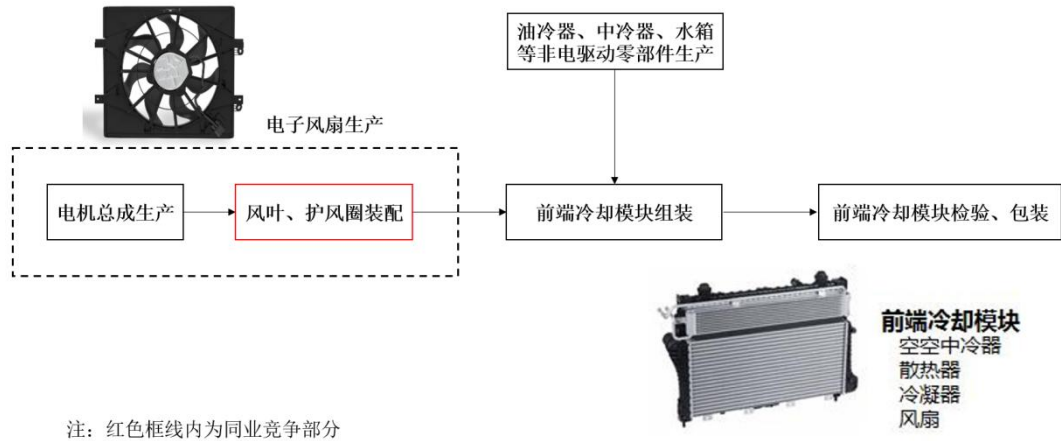 油冷器、中冷器、水箱
等非电驱动零部件生产
电子风扇生产
电机总成生产
风叶、护风圈装配
前端冷却模块组装
前端冷却模块检验、包装
前端冷却模块
空空中冷器
散热器
冷凝器
风扇
注：红色框线内为同业竞争部分